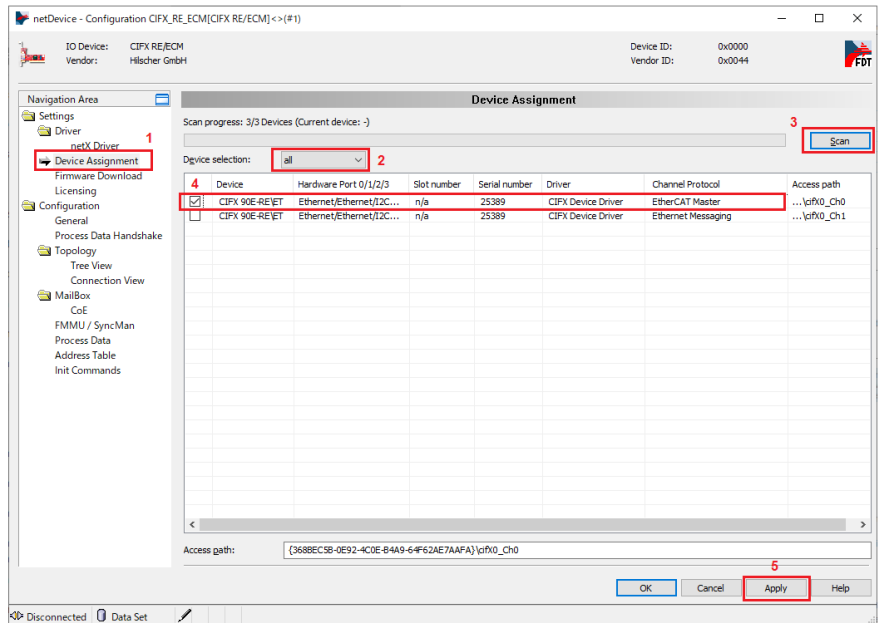 netDevice - Configuration CIFX_RE_ECM[CIFX RE/ECM]<>(#1)
IO Device: CIFX RE/ECM Device ID: 0x0000
Vendor: Hilscher GmbH Vendor ID: 0x0044
FDT
Navigation Area
Settings
Driver
netX Driver
1
Device Assignment
Firmware Download
Licensing
Configuration
General
Process Data Handshake
Topology
Tree View
Connection View
MailBox
CoE
FMMU / SyncMan
Process Data
Address Table
Init Commands
Device Assignment
Scan progress: 3/3 Devices (Current device: -)
3
Scan
Device selection: all 2
4 Device Hardware Port 0/1/2/3 Slot number Serial number Driver Channel Protocol Access path
CIFX 90E-RE\ET Ethernet/Ethernet/I2C... n/a 25389 CIFX Device Driver EtherCAT Master ...\cifX0_Ch0
CIFX 90E-RE\ET Ethernet/Ethernet/I2C... n/a 25389 CIFX Device Driver Ethernet Messaging ...\cifX0_Ch1
Access path: {368BEC5B-0E92-4C0E-B4A9-64F62AE7AAFA}\cifX0_Ch0
5
OK Cancel Apply Help
Disconnected Data Set